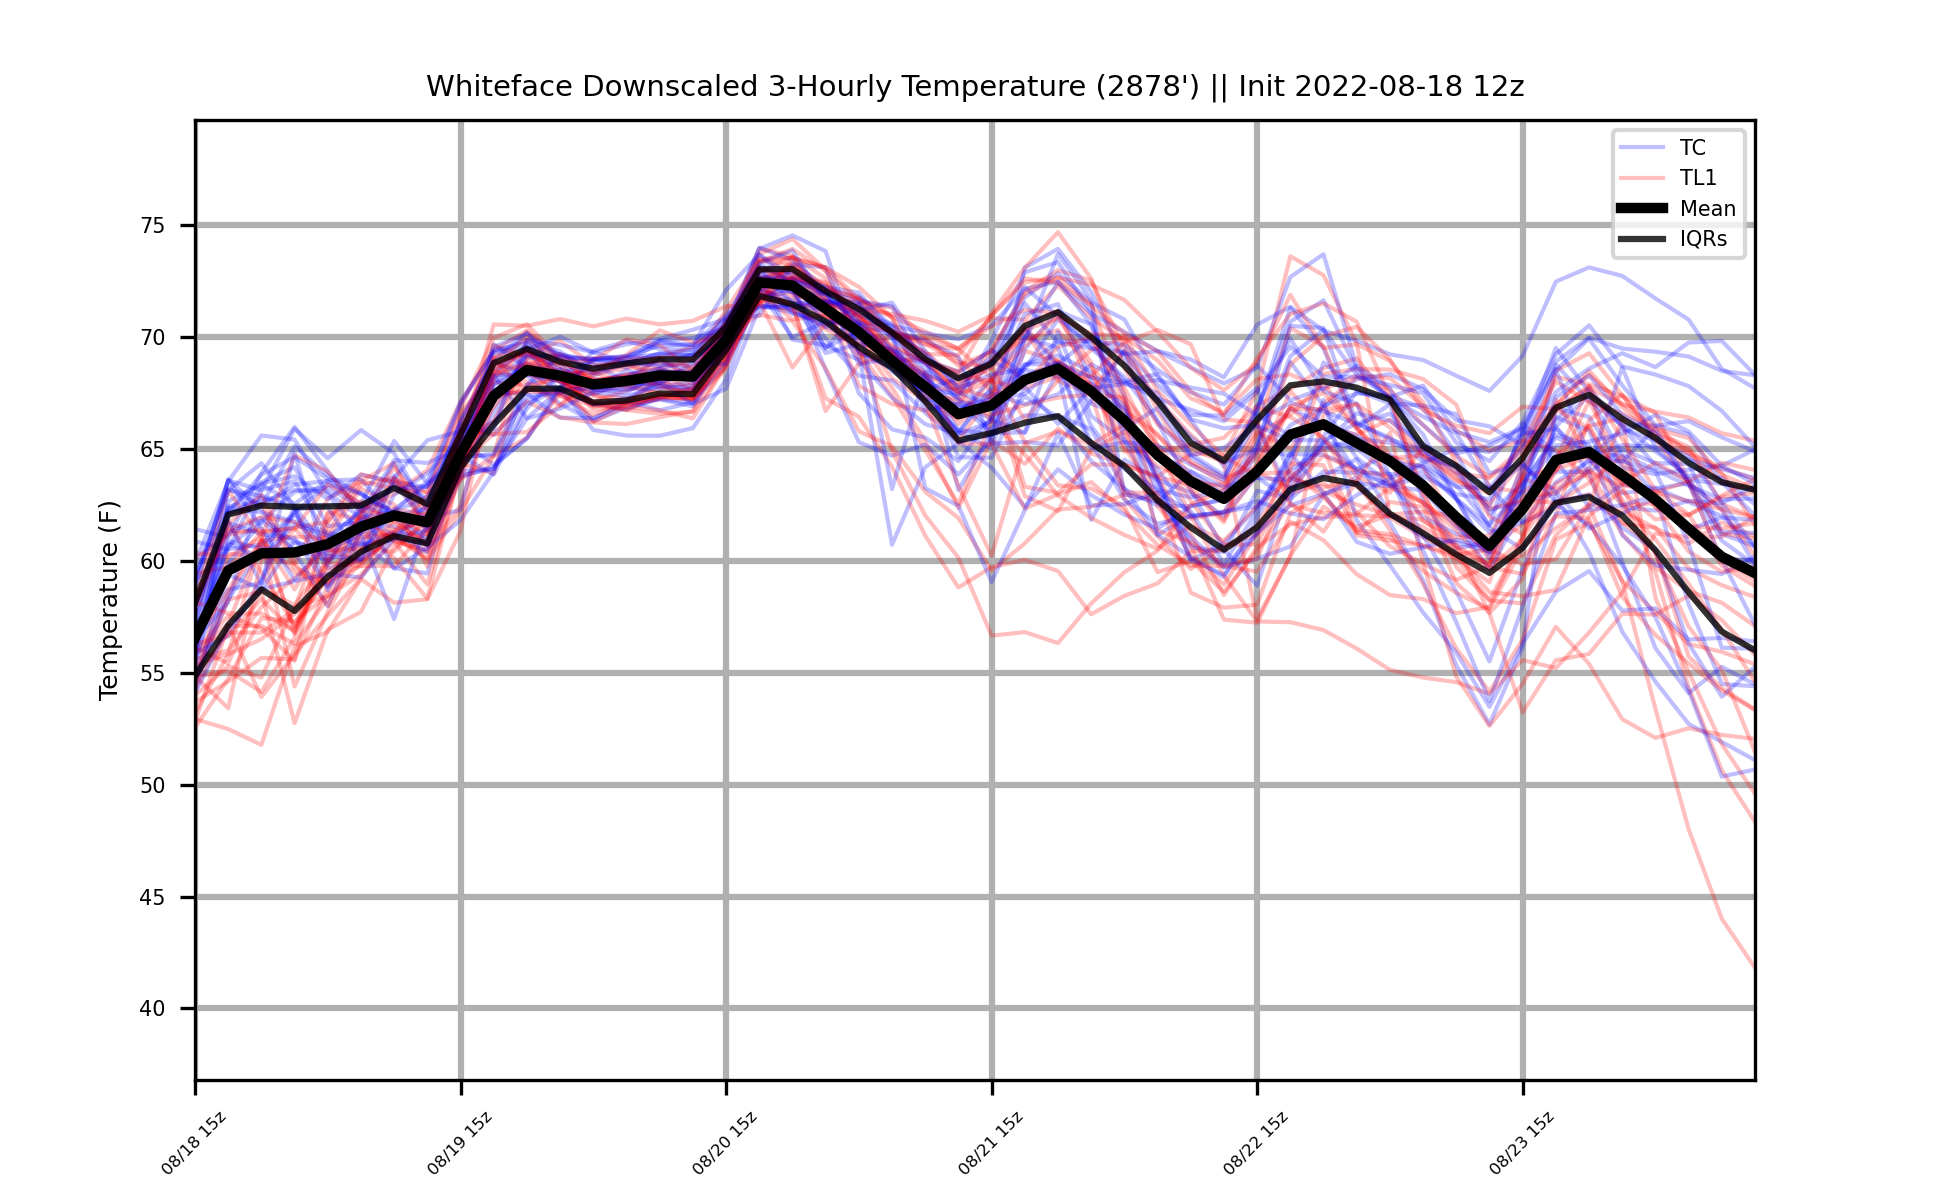 Whiteface Downscaled 3-Hourly Temperature (2878') || Init 2022-08-18 12z
TC
TL1
Mean
IQRs
Temperature (F)
75
70
65
60
55
50
45
40
08/18 15z
08/19 15z
08/20 15z
08/21 15z
08/22 15z
08/23 15z